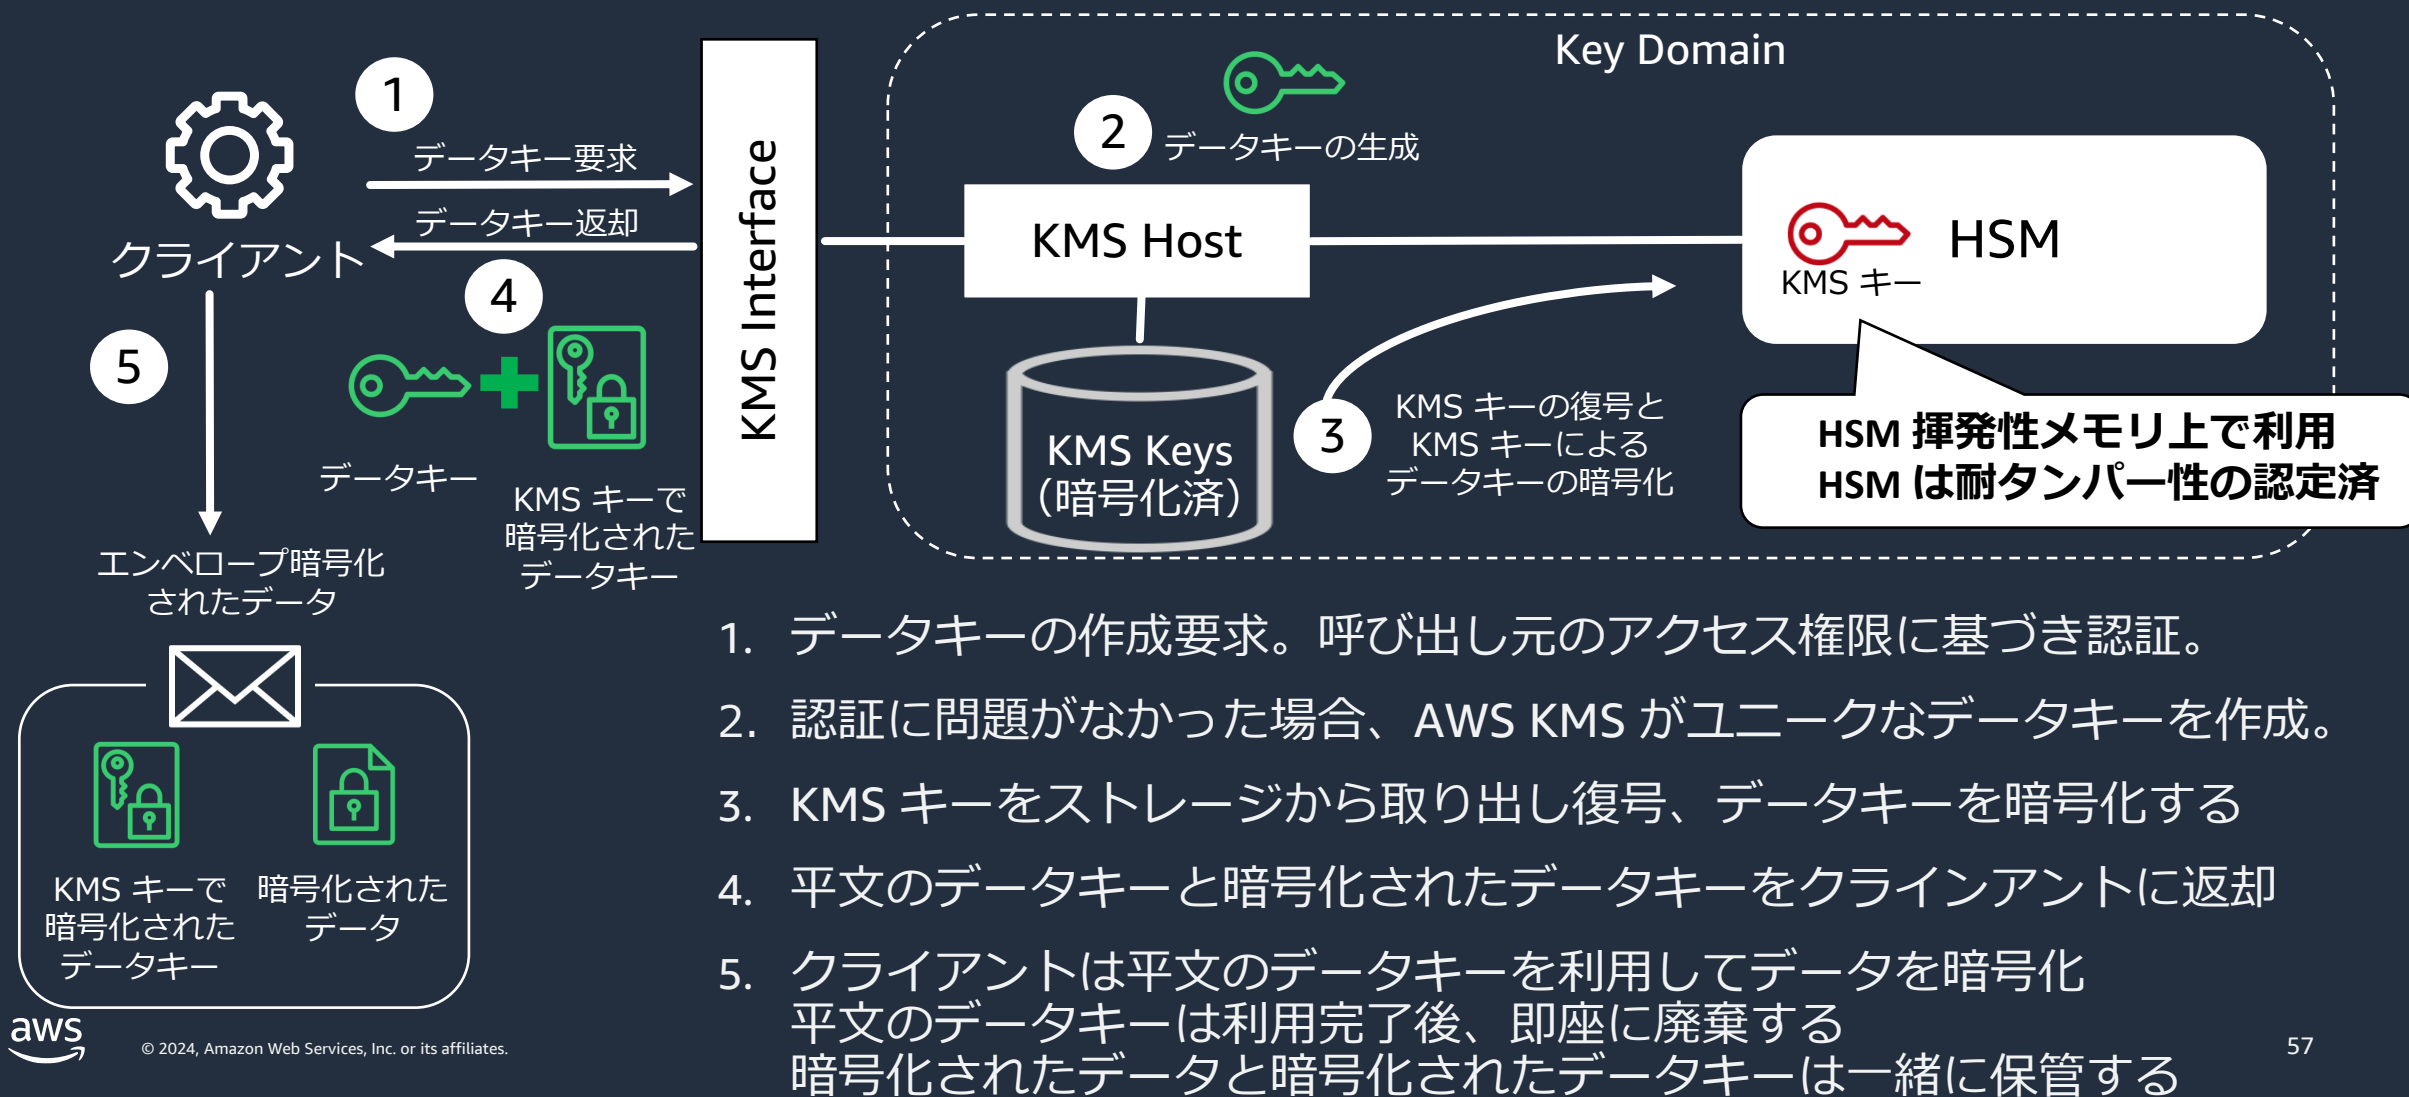 Key Domain
1
データキー要求
データキー返却
クライアント
4
5
データキー
KMS キーで
暗号化された
データキー
KMS Interface
2
データキーの生成
KMS Host
KMS Keys
（暗号化済）
3
KMS キーの復号と
KMS キーによる
データキーの暗号化
KMS キー
HSM
HSM 揮発性メモリ上で利用
HSM は耐タンパー性の認定済
エンベロープ暗号化
されたデータ
KMS キーで
暗号化された
データキー
暗号化された
データ
1. データキーの作成要求。呼び出し元のアクセス権限に基づき認証。
2. 認証に問題がなかった場合、AWS KMS がユニークなデータキーを作成。
3. KMS キーをストレージから取り出し復号、データキーを暗号化する
4. 平文のデータキーと暗号化されたデータキーをクラインアントに返却
5. クライアントは平文のデータキーを利用してデータを暗号化
平文のデータキーは利用完了後、即座に廃棄する
暗号化されたデータと暗号化されたデータキーは一緒に保管する
aws
© 2024, Amazon Web Services, Inc. or its affiliates.
57